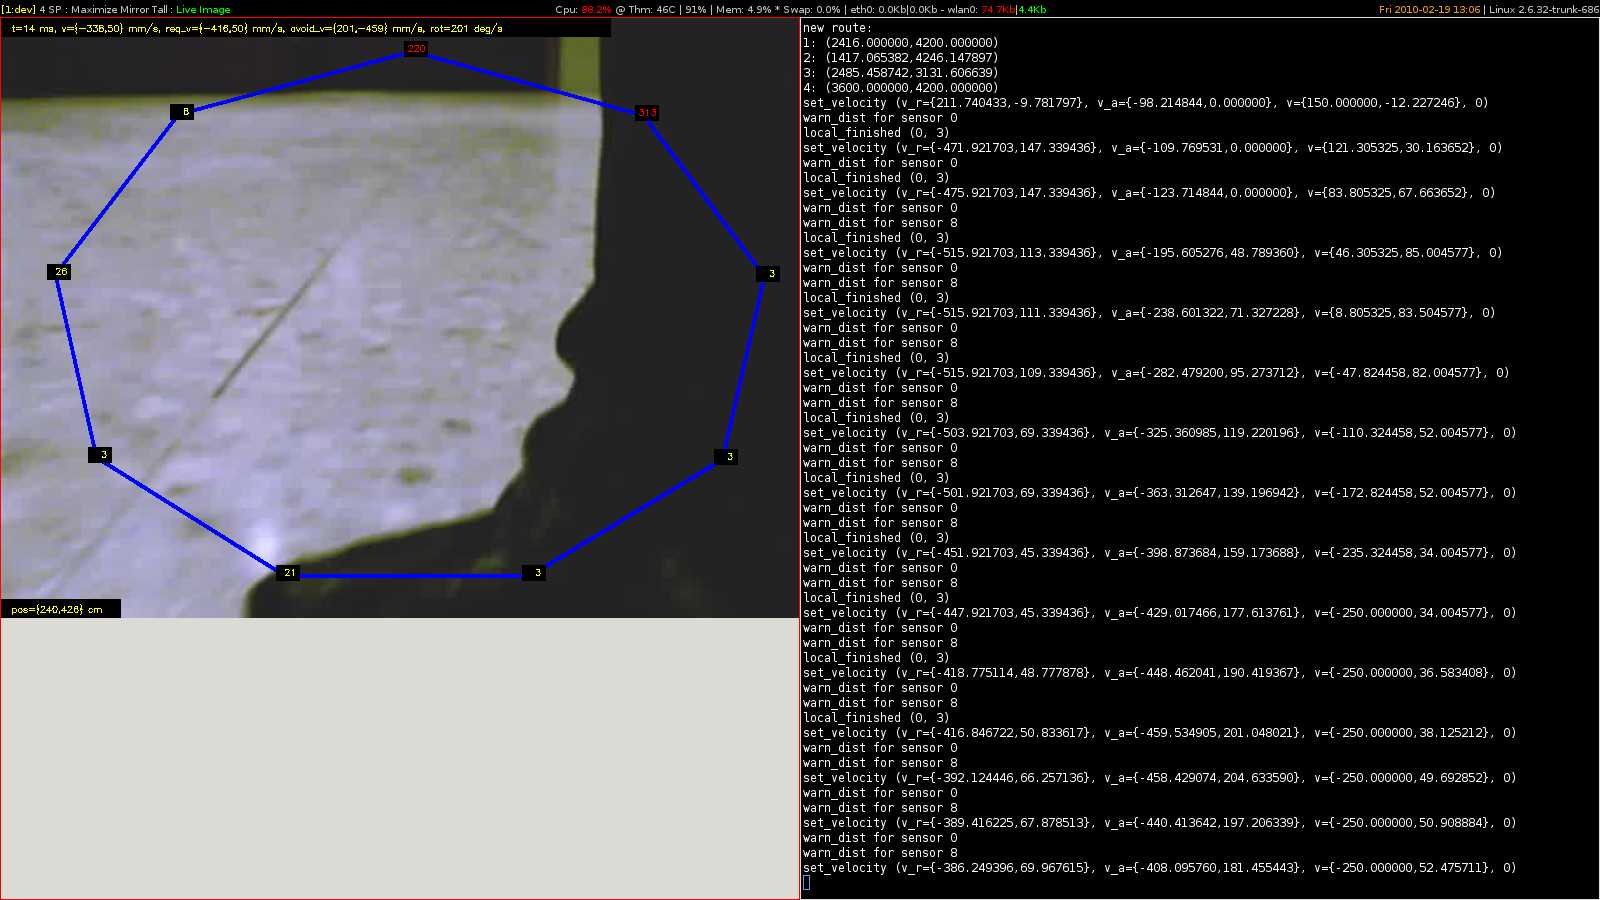 [1:dev] 4 SP : Maximize Mirror Tall : Live Image Cpu: 88.2% @ Thm: 46C | 91% | Mem: 4.9% * Swap: 0.0% | eth0: 0.0Kb|0.0Kb - wlan0: 74.7Kb|4.4Kb Fri 2010-02-19 13:06 | Linux 2.6.32-trunk-686
t=14 ms, v={-338,50} mm/s, req_v={-416,50} mm/s, avoid_v={201,-459} mm/s, rot=201 deg/s
220
8
313
26
3
3
3
21
3
pos={240,426} cm
new route:
1: (2416.000000,4200.000000)
2: (1417.065382,4246.147897)
3: (2485.458742,3131.606639)
4: (3600.000000,4200.000000)
set_velocity (v_r={211.740433,-9.781797}, v_a={-98.214844,0.000000}, v={150.000000,-12.227246}, 0)
warn_dist for sensor 0
local_finished (0, 3)
set_velocity (v_r={-471.921703,147.339436}, v_a={-109.769531,0.000000}, v={121.305325,30.163652}, 0)
warn_dist for sensor 0
local_finished (0, 3)
set_velocity (v_r={-475.921703,147.339436}, v_a={-123.714844,0.000000}, v={83.805325,67.663652}, 0)
warn_dist for sensor 0
warn_dist for sensor 8
local_finished (0, 3)
set_velocity (v_r={-515.921703,113.339436}, v_a={-195.605276,48.789360}, v={46.305325,85.004577}, 0)
warn_dist for sensor 0
warn_dist for sensor 8
local_finished (0, 3)
set_velocity (v_r={-515.921703,111.339436}, v_a={-238.601322,71.327228}, v={8.805325,83.504577}, 0)
warn_dist for sensor 0
warn_dist for sensor 8
local_finished (0, 3)
set_velocity (v_r={-515.921703,109.339436}, v_a={-282.479200,95.273712}, v={-47.824458,82.004577}, 0)
warn_dist for sensor 0
warn_dist for sensor 8
local_finished (0, 3)
set_velocity (v_r={-503.921703,69.339436}, v_a={-325.360985,119.220196}, v={-110.324458,52.004577}, 0)
warn_dist for sensor 0
warn_dist for sensor 8
local_finished (0, 3)
set_velocity (v_r={-501.921703,69.339436}, v_a={-363.312647,139.196942}, v={-172.824458,52.004577}, 0)
warn_dist for sensor 0
warn_dist for sensor 8
local_finished (0, 3)
set_velocity (v_r={-451.921703,45.339436}, v_a={-398.873684,159.173688}, v={-235.324458,34.004577}, 0)
warn_dist for sensor 0
warn_dist for sensor 8
local_finished (0, 3)
set_velocity (v_r={-447.921703,45.339436}, v_a={-429.017466,177.613761}, v={-250.000000,34.004577}, 0)
warn_dist for sensor 0
warn_dist for sensor 8
local_finished (0, 3)
set_velocity (v_r={-418.775114,48.777878}, v_a={-448.462041,190.419367}, v={-250.000000,36.583408}, 0)
warn_dist for sensor 0
warn_dist for sensor 8
local_finished (0, 3)
set_velocity (v_r={-416.846722,50.833617}, v_a={-459.534905,201.048021}, v={-250.000000,38.125212}, 0)
warn_dist for sensor 0
warn_dist for sensor 8
set_velocity (v_r={-392.124446,66.257136}, v_a={-458.429074,204.633590}, v={-250.000000,49.692852}, 0)
warn_dist for sensor 0
warn_dist for sensor 8
set_velocity (v_r={-389.416225,67.878513}, v_a={-440.413642,197.206339}, v={-250.000000,50.908884}, 0)
warn_dist for sensor 0
warn_dist for sensor 8
set_velocity (v_r={-386.249396,69.967615}, v_a={-408.095760,181.455443}, v={-250.000000,52.475711}, 0)